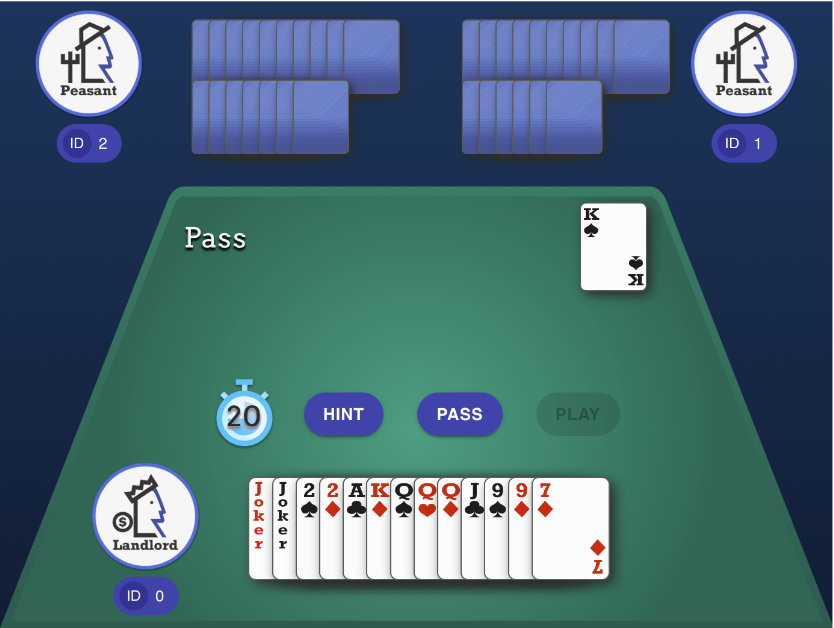 Peasant
Peasant
ID 2
ID 1
K
Pass
K
20
HINT
PASS
PLAY
Joker
Joker
2
2
A
K
Q
Q
Q
J
9
9
7
$
Landlord
7
ID 0